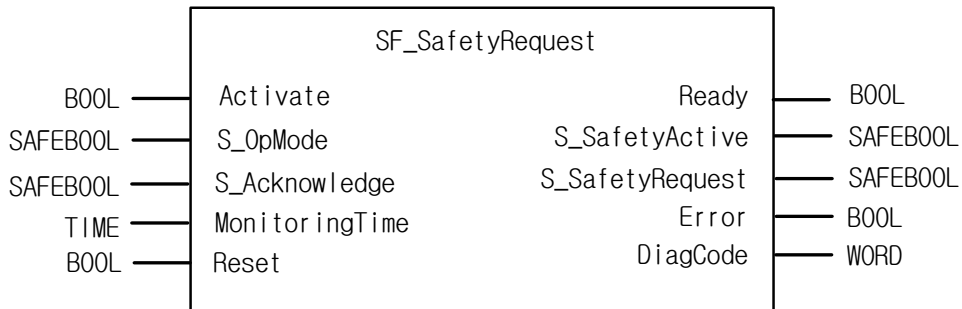 SF_SafetyRequest
BOOL Activate Ready BOOL
SAFEBOOL S_OpMode S_SafetyActive SAFEBOOL
SAFEBOOL S_Acknowledge S_SafetyRequest SAFEBOOL
TIME MonitoringTime Error BOOL
BOOL Reset DiagCode WORD